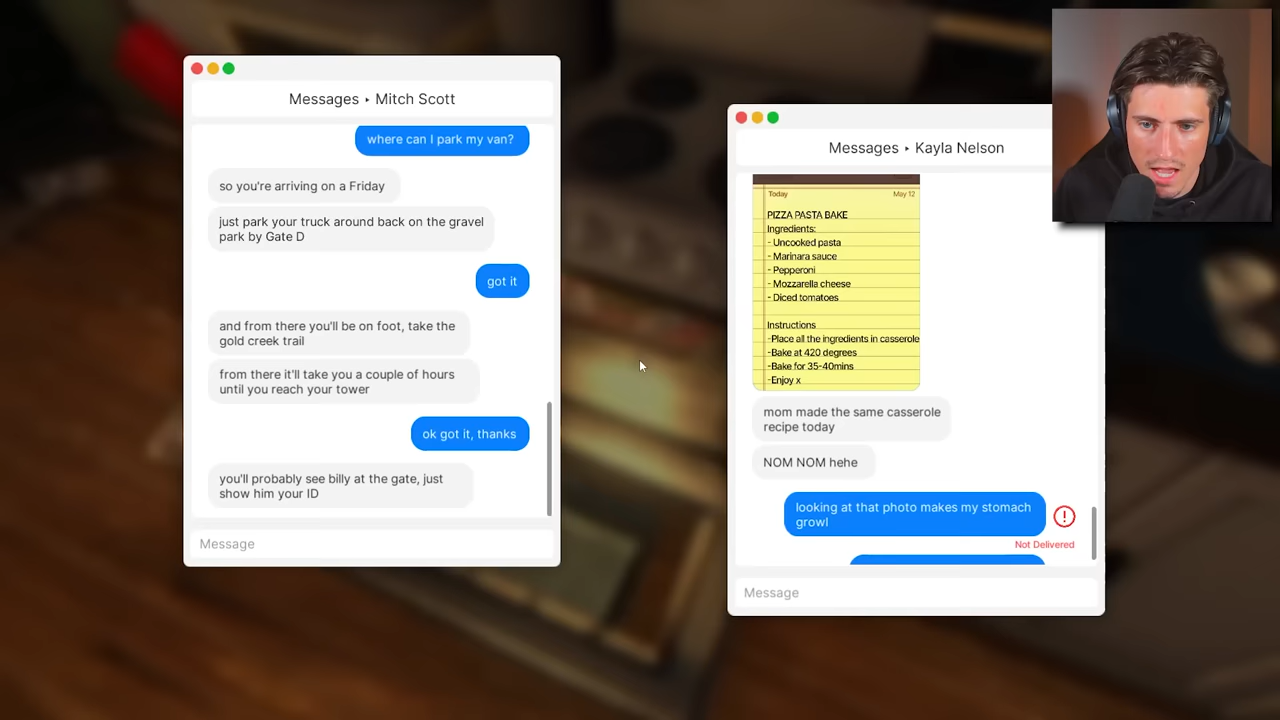 Messages ▸ Mitch Scott
where can I park my van?
so you're arriving on a Friday
just park your truck around back on the gravel
park by Gate D
got it
and from there you'll be on foot, take the
gold creek trail
from there it'll take you a couple of hours
until you reach your tower
ok got it, thanks
you'll probably see billy at the gate, just
show him your ID
Message
Messages ▸ Kayla Nelson
Today May 12
PIZZA PASTA BAKE
Ingredients:
- Uncooked pasta
- Marinara sauce
- Pepperoni
- Mozzarella cheese
- Diced tomatoes
Instructions
-Place all the ingredients in casserole
-Bake at 420 degrees
-Bake for 35-40mins
-Enjoy x
mom made the same casserole
recipe today
NOM NOM hehe
looking at that photo makes my stomach
growl
Not Delivered
Message